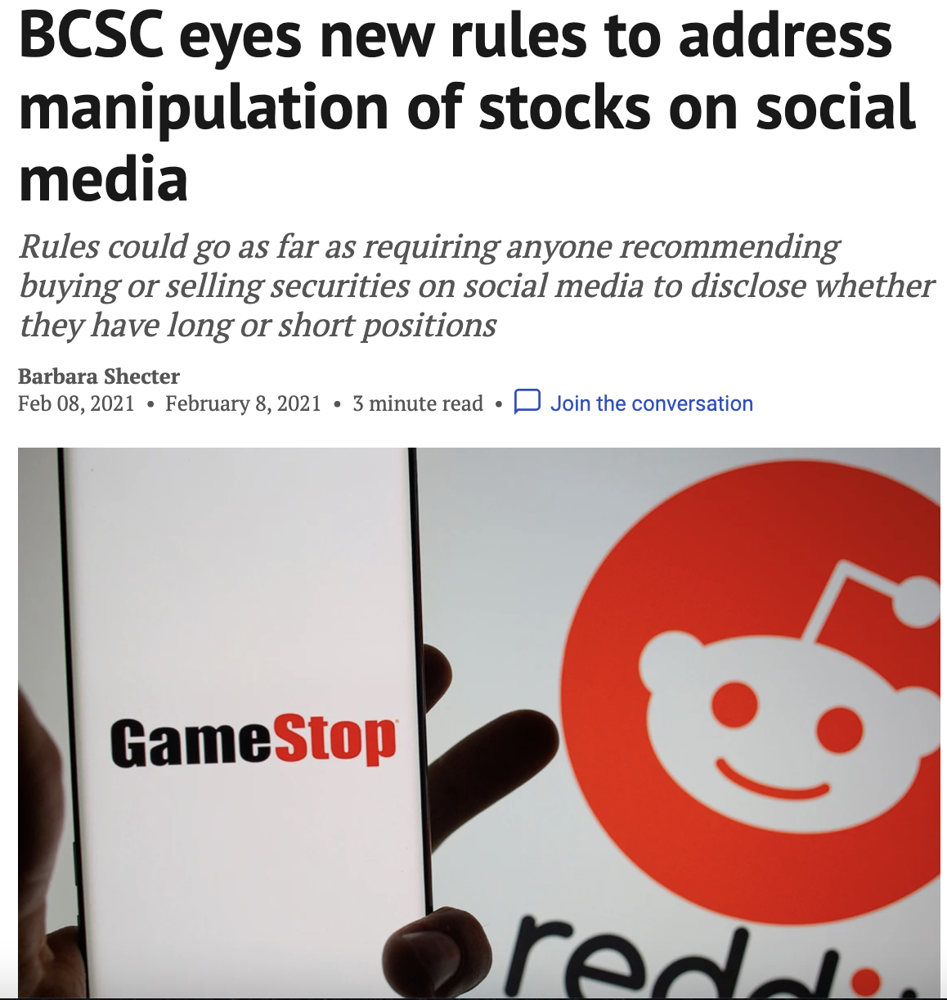 BCSC eyes new rules to address
manipulation of stocks on social
media
Rules could go as far as requiring anyone recommending
buying or selling securities on social media to disclose whether
they have long or short positions
Barbara Shecter
Feb 08, 2021 • February 8, 2021 • 3 minute read • Join the conversation
GameStop
reddi